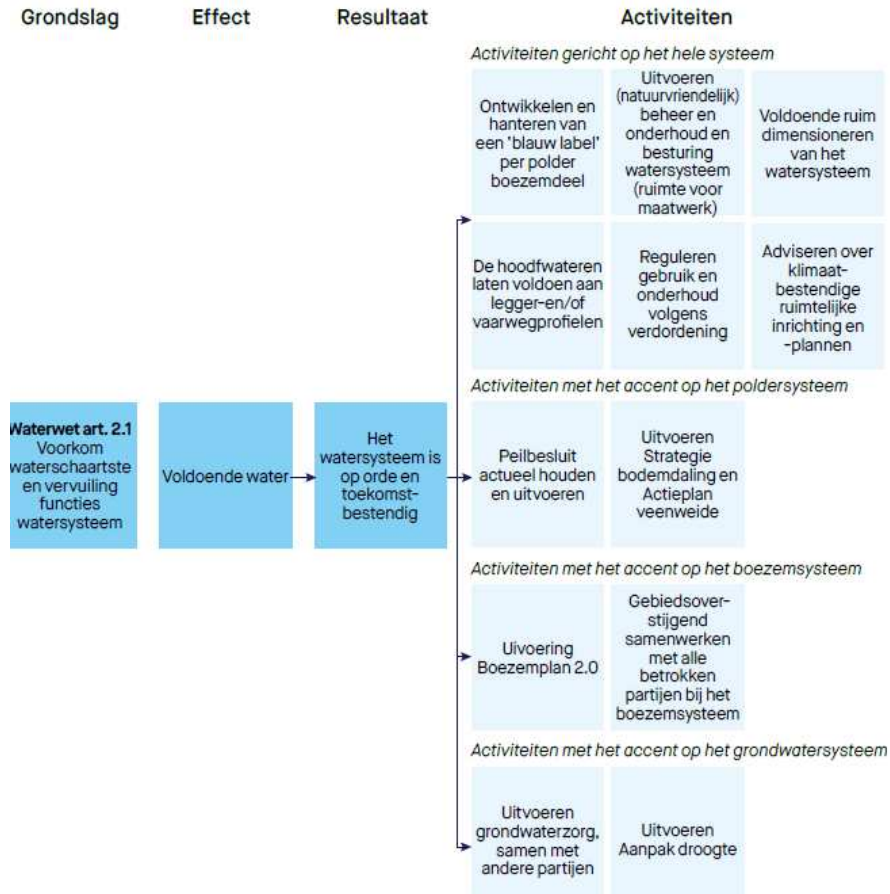 Grondslag
Effect
Resultaat
Activiteiten
Activiteiten gericht op het hele systeem
Ontwikkelen en
hanteren van
een 'blauw label'
per polder
boezemdeel
Uitvoeren
(natuurvriendelijk)
beheer en
onderhoud en
besturing
watersysteem
(ruimte voor
maatwerk)
Voldoende ruim
dimensioneren
van het
watersysteem
De hoodfwateren
laten voldoen aan
legger-en/of
vaarwegprofielen
Reguleren
gebruik en
onderhoud
volgens
verdordening
Adviseren over
klimaat-
bestendige
ruimtelijke
inrichting en
-plannen
Waterwet art. 2.1
Voorkom
waterschaartste
en vervuiling
functies
watersysteem
Voldoende water
Het
watersysteem is
op orde en
toekomst-
bestendig
Activiteiten met het accent op het poldersysteem
Peilbesluit
actueel houden
en uitvoeren
Uitvoeren
Strategie
bodemdaling en
Actieplan
veenweide
Activiteiten met het accent op het boezemsysteem
Uivoering
Boezemplan 2.0
Gebiedsover-
stijgend
samenwerken
met alle
betrokken
partijen bij het
boezemsysteem
Activiteiten met het accent op het grondwatersysteem
Uitvoeren
grondwaterzorg,
samen met
andere partijen
Uitvoeren
Aanpak droogte